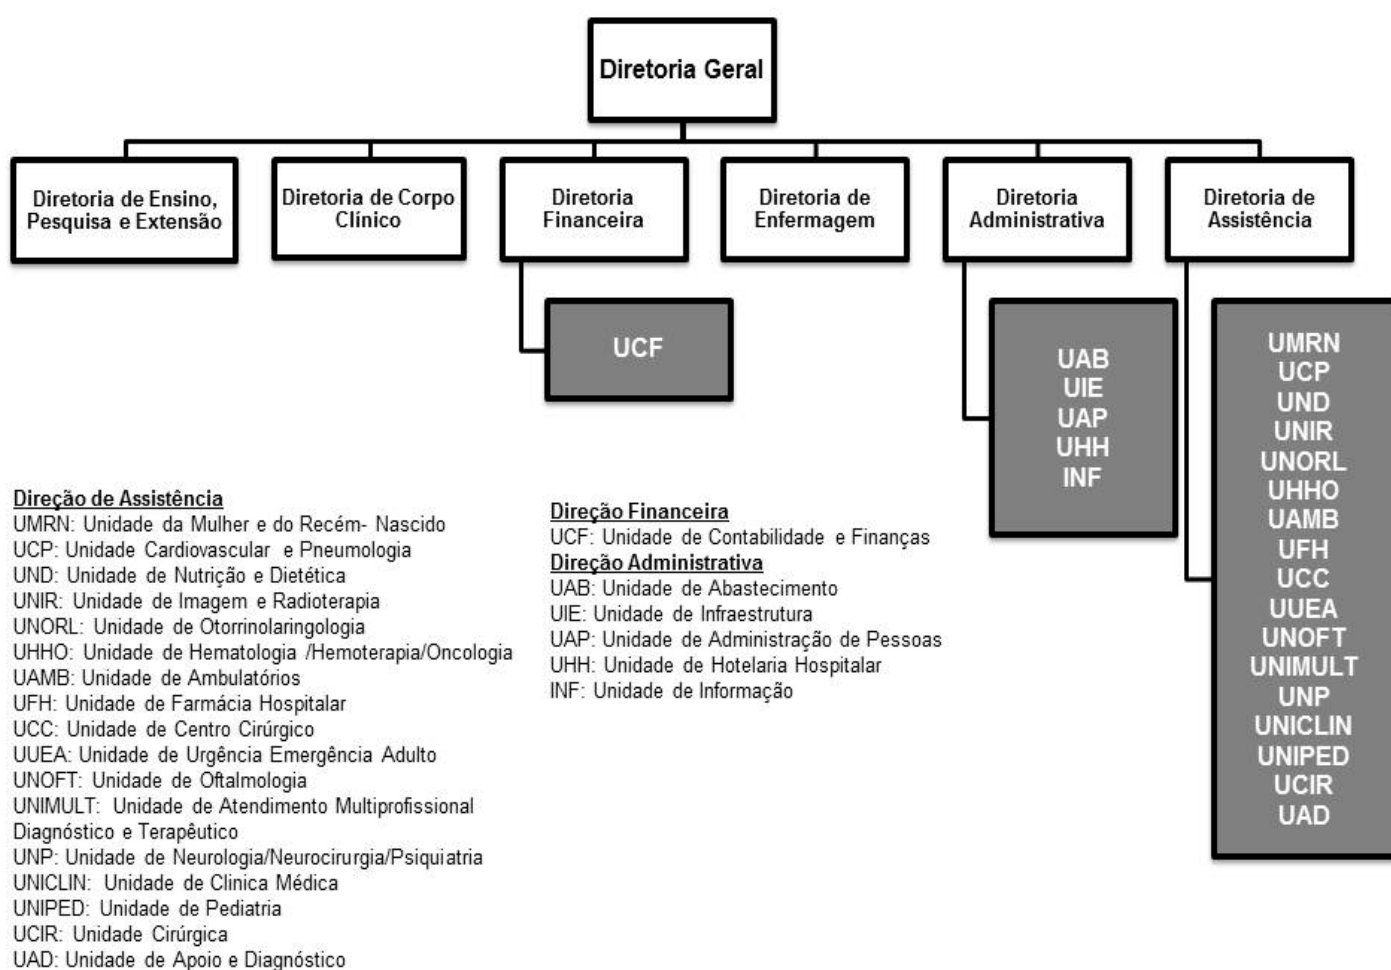 Diretoria Geral
Diretoria de Ensino,
Pesquisa e Extensão
Diretoria de Corpo
Clínico
Diretoria
Financeira
Diretoria de
Enfermagem
Diretoria
Administrativa
Diretoria de
Assistência
UCF
UAB
UIE
UAP
UHH
INF
UMRN
UCP
UND
UNIR
UNORL
UHHO
UAMB
UFH
UCC
UUEA
UNOFT
UNIMULT
UNP
UNICLIN
UNIPED
UCIR
UAD
Direção de Assistência
UMRN: Unidade da Mulher e do Recém- Nascido
UCP: Unidade Cardiovascular e Pneumologia
UND: Unidade de Nutrição e Dietética
UNIR: Unidade de Imagem e Radioterapia
UNORL: Unidade de Otorrinolaringologia
UHHO: Unidade de Hematologia /Hemoterapia/Oncologia
UAMB: Unidade de Ambulatórios
UFH: Unidade de Farmácia Hospitalar
UCC: Unidade de Centro Cirúrgico
UUEA: Unidade de Urgência Emergência Adulto
UNOFT: Unidade de Oftalmologia
UNIMULT: Unidade de Atendimento Multiprofissional
Diagnóstico e Terapêutico
UNP: Unidade de Neurologia/Neurocirurgia/Psiquiatria
UNICLIN: Unidade de Clinica Médica
UNIPED: Unidade de Pediatria
UCIR: Unidade Cirúrgica
UAD: Unidade de Apoio e Diagnóstico
Direção Financeira
UCF: Unidade de Contabilidade e Finanças
Direção Administrativa
UAB: Unidade de Abastecimento
UIE: Unidade de Infraestrutura
UAP: Unidade de Administração de Pessoas
UHH: Unidade de Hotelaria Hospitalar
INF: Unidade de Informação